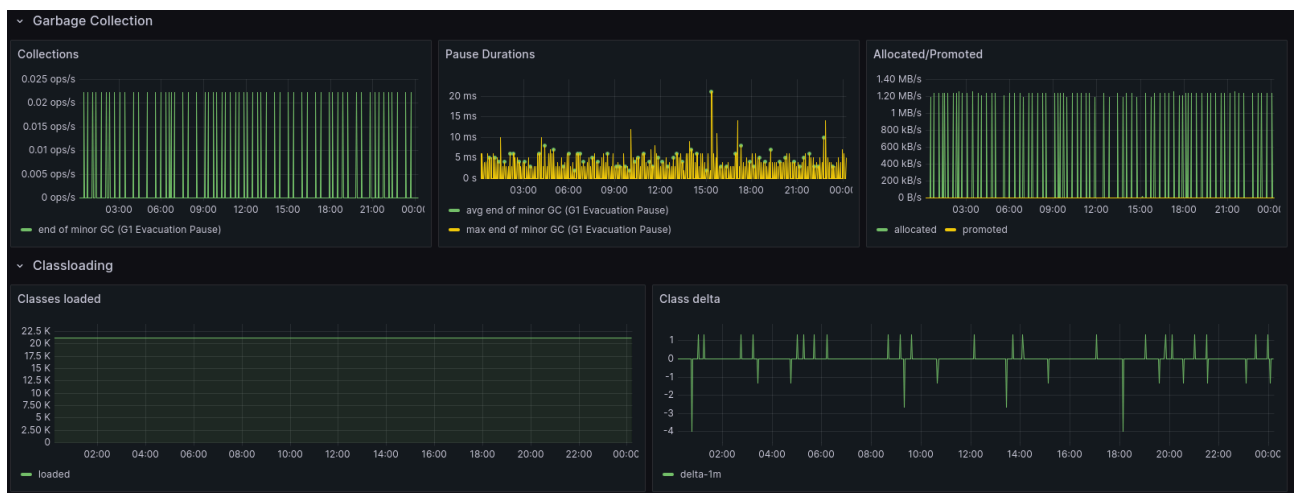 Garbage Collection
Collections
0.025 ops/s
0.02 ops/s
0.015 ops/s
0.01 ops/s
0.005 ops/s
0 ops/s
03:00 06:00 09:00 12:00 15:00 18:00 21:00 00:00
end of minor GC (G1 Evacuation Pause)
Pause Durations
20 ms
15 ms
10 ms
5 ms
0 s
03:00 06:00 09:00 12:00 15:00 18:00 21:00 00:00
avg end of minor GC (G1 Evacuation Pause)
max end of minor GC (G1 Evacuation Pause)
Allocated/Promoted
1.40 MB/s
1.20 MB/s
1 MB/s
800 kB/s
600 kB/s
400 kB/s
200 kB/s
0 B/s
03:00 06:00 09:00 12:00 15:00 18:00 21:00 00:00
allocated promoted
Classloading
Classes loaded
22.5 K
20 K
17.5 K
15 K
12.5 K
10 K
7.50 K
5 K
2.50 K
0
02:00 04:00 06:00 08:00 10:00 12:00 14:00 16:00 18:00 20:00 22:00 00:00
loaded
Class delta
1
0
-1
-2
-3
-4
02:00 04:00 06:00 08:00 10:00 12:00 14:00 16:00 18:00 20:00 22:00 00:00
delta-1m